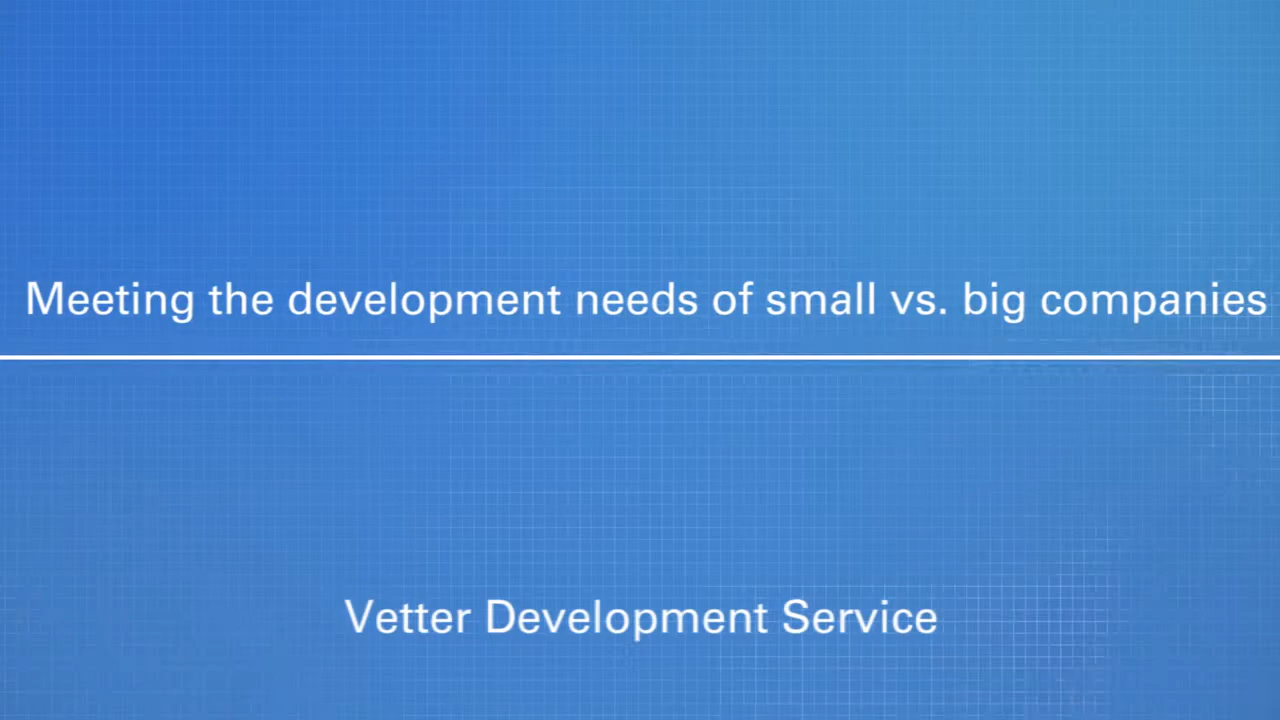 Meeting the development needs of small vs. big companies
Vetter Development Service